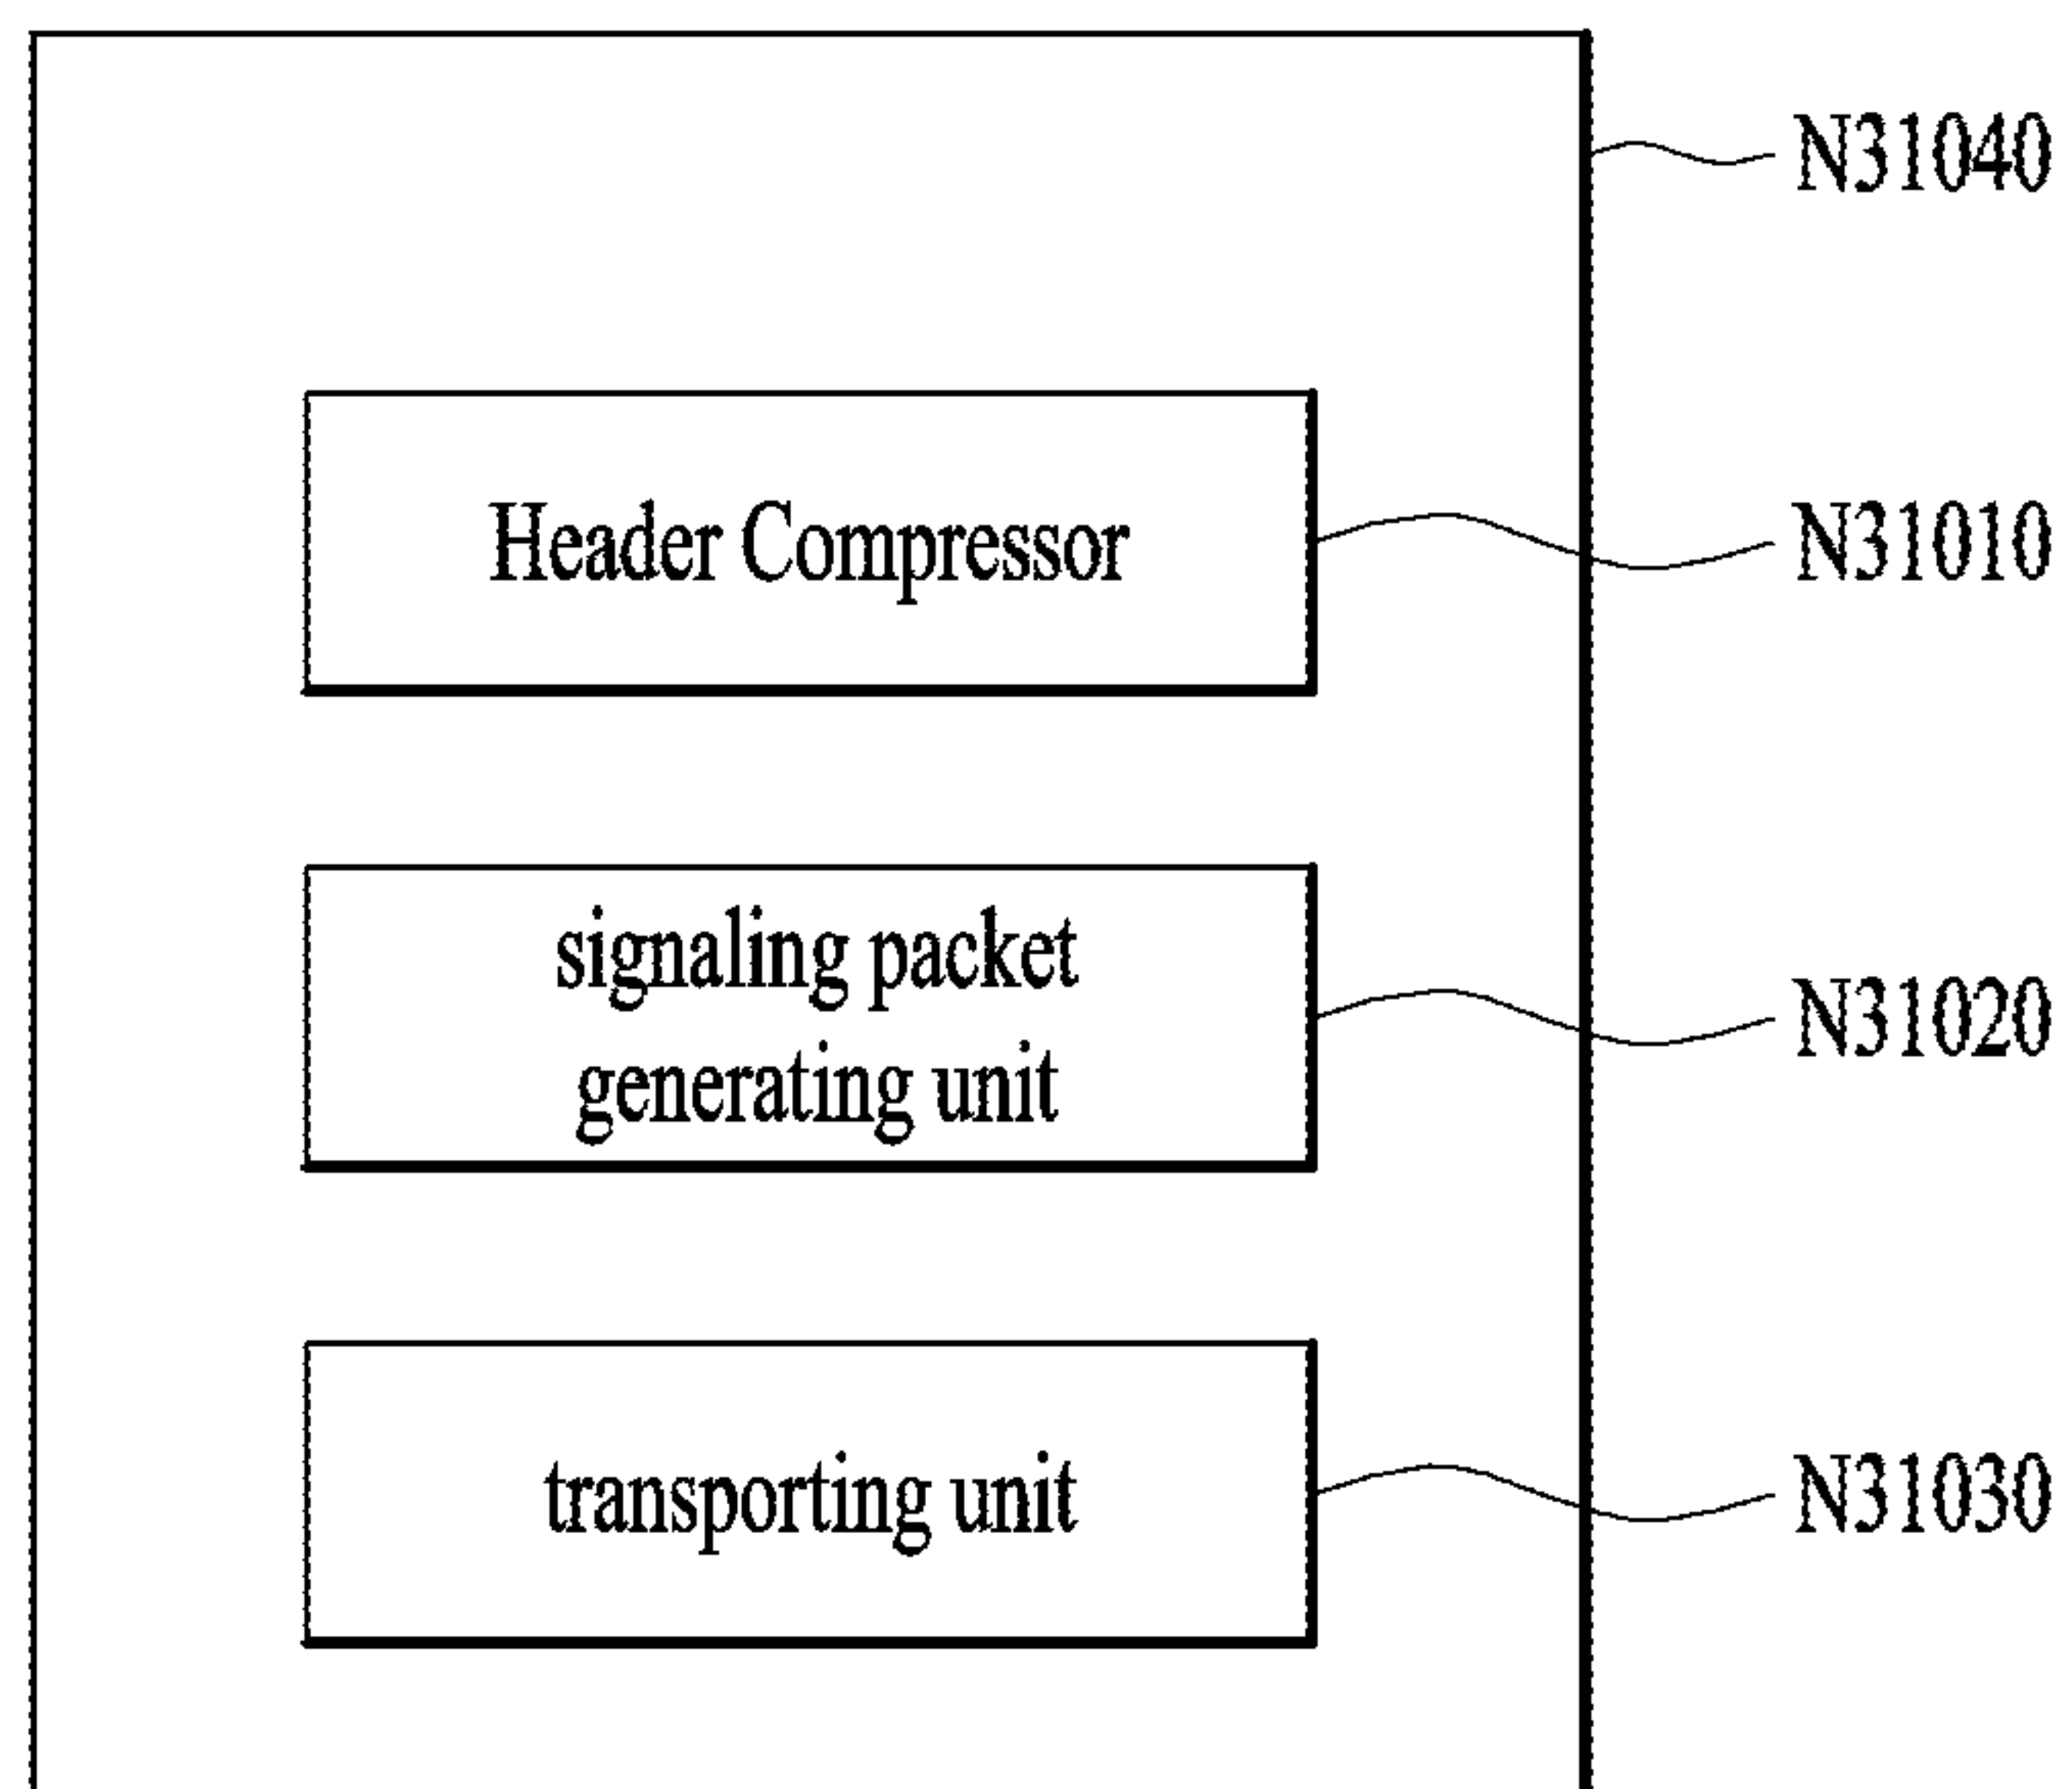 N31040
Header Compressor
N31010
signaling packet
generating unit
N31020
transporting unit
N31030